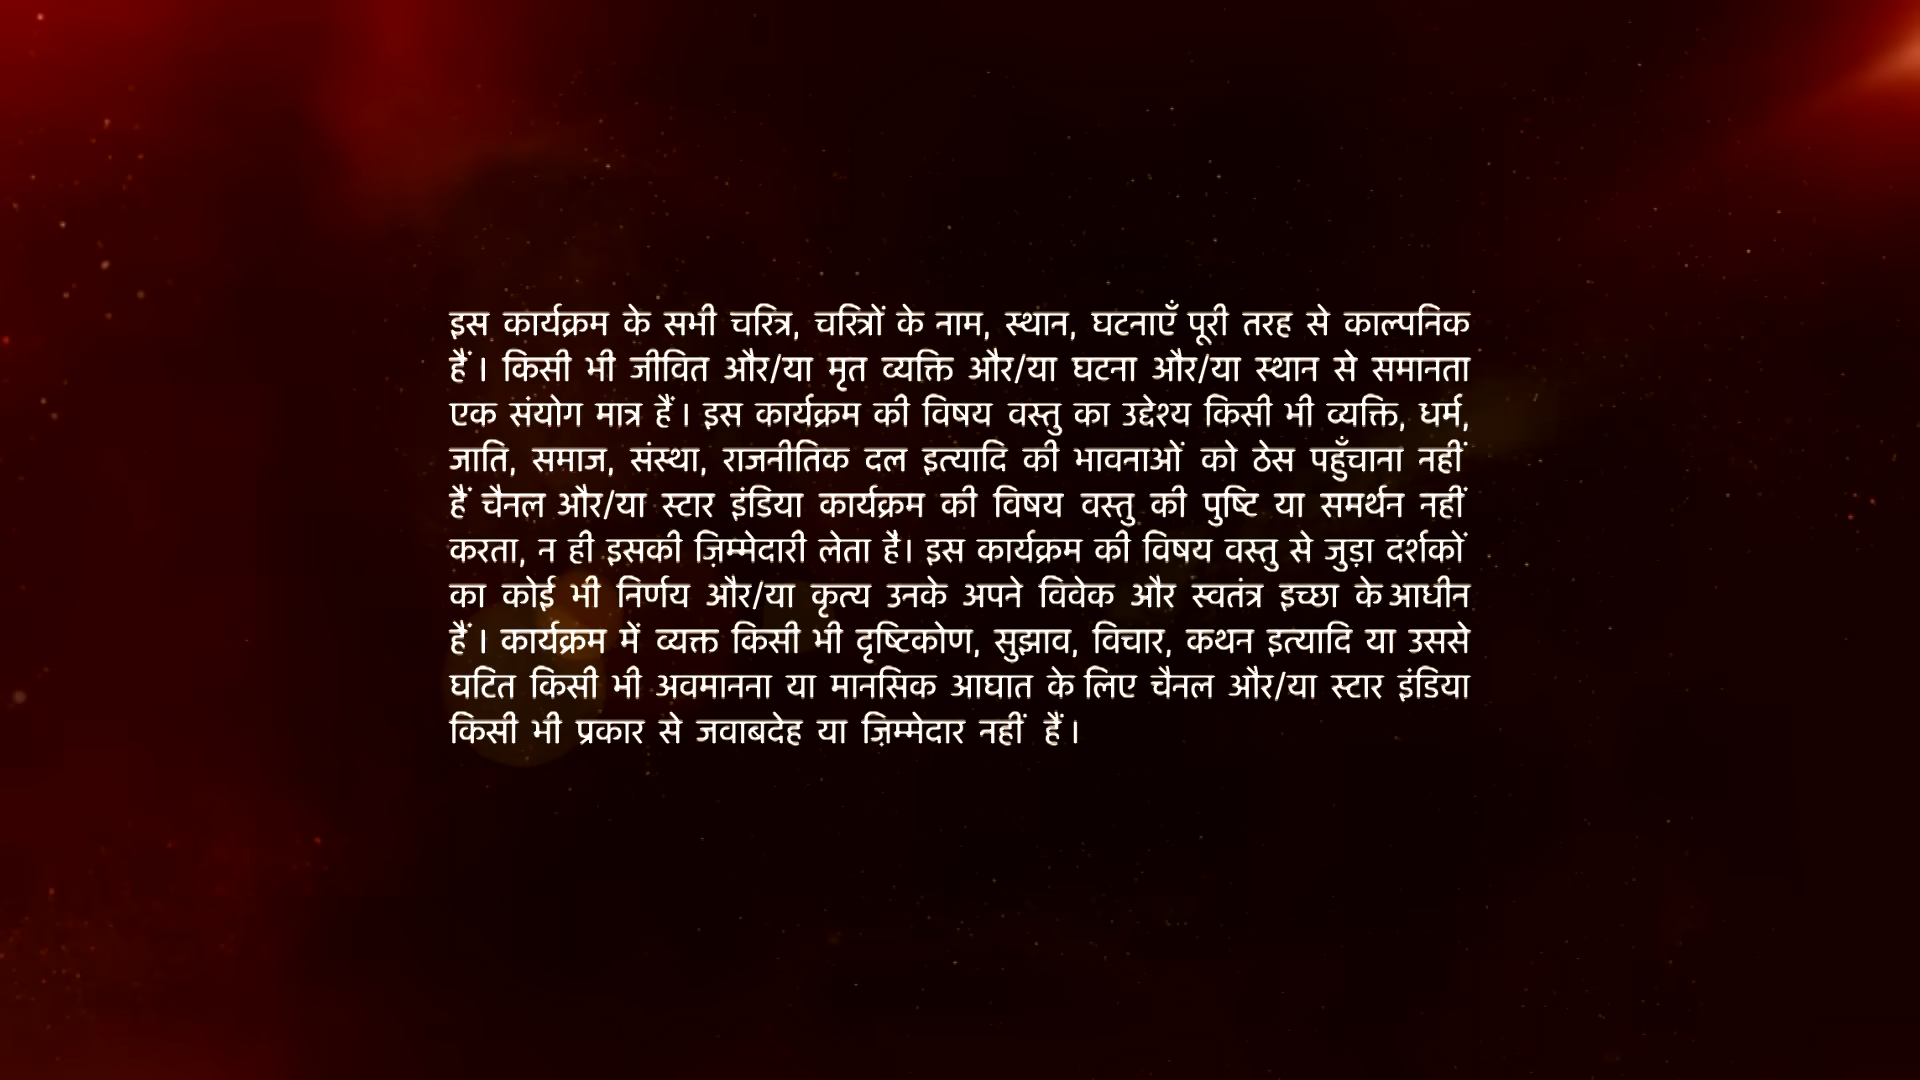 इस कार्यक्रम के सभी चरित्र, चरित्रों के नाम, स्थान, घटनाएँ पूरी तरह से काल्पनिक
हैं । किसी भी जीवित और/या मृत व्यक्ति और/या घटना और/या स्थान से समानता
एक संयोग मात्र हैं । इस कार्यक्रम की विषय वस्तु का उद्देश्य किसी भी व्यक्ति, धर्म,
जाति, समाज, संस्था, राजनीतिक दल इत्यादि की भावनाओं को ठेस पहुँचाना नहीं
हैं चैनल और/या स्टार इंडिया कार्यक्रम की विषय वस्तु की पुष्टि या समर्थन नहीं
करता, न ही इसकी ज़िम्मेदारी लेता है। इस कार्यक्रम की विषय वस्तु से जुड़ा दर्शकों
का कोई भी निर्णय और/या कृत्य उनके अपने विवेक और स्वतंत्र इच्छा के आधीन
हैं । कार्यक्रम में व्यक्त किसी भी दृष्टिकोण, सुझाव, विचार, कथन इत्यादि या उससे
घटित किसी भी अवमानना या मानसिक आघात के लिए चैनल और/या स्टार इंडिया
किसी भी प्रकार से जवाबदेह या ज़िम्मेदार नहीं हैं ।